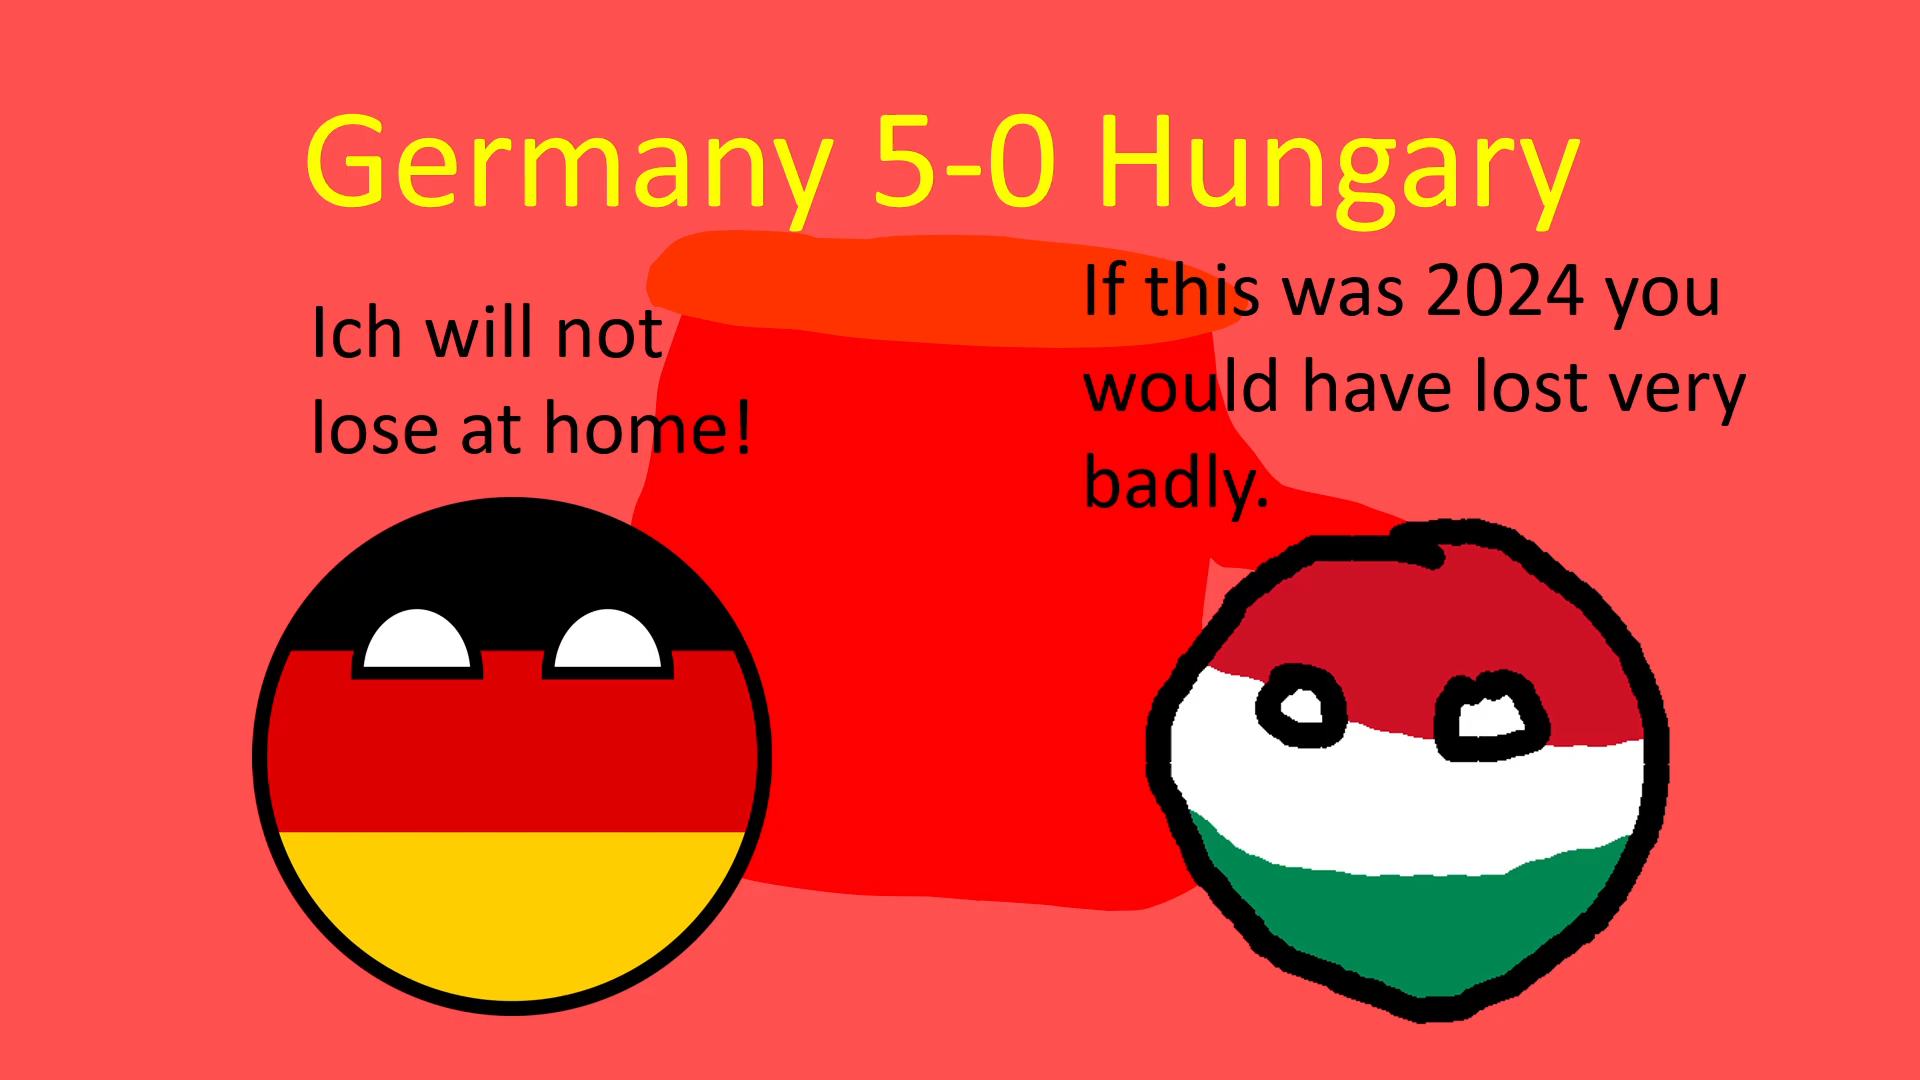 Germany 5-0 Hungary
Ich will not
lose at home!
If this was 2024 you
would have lost very
badly.